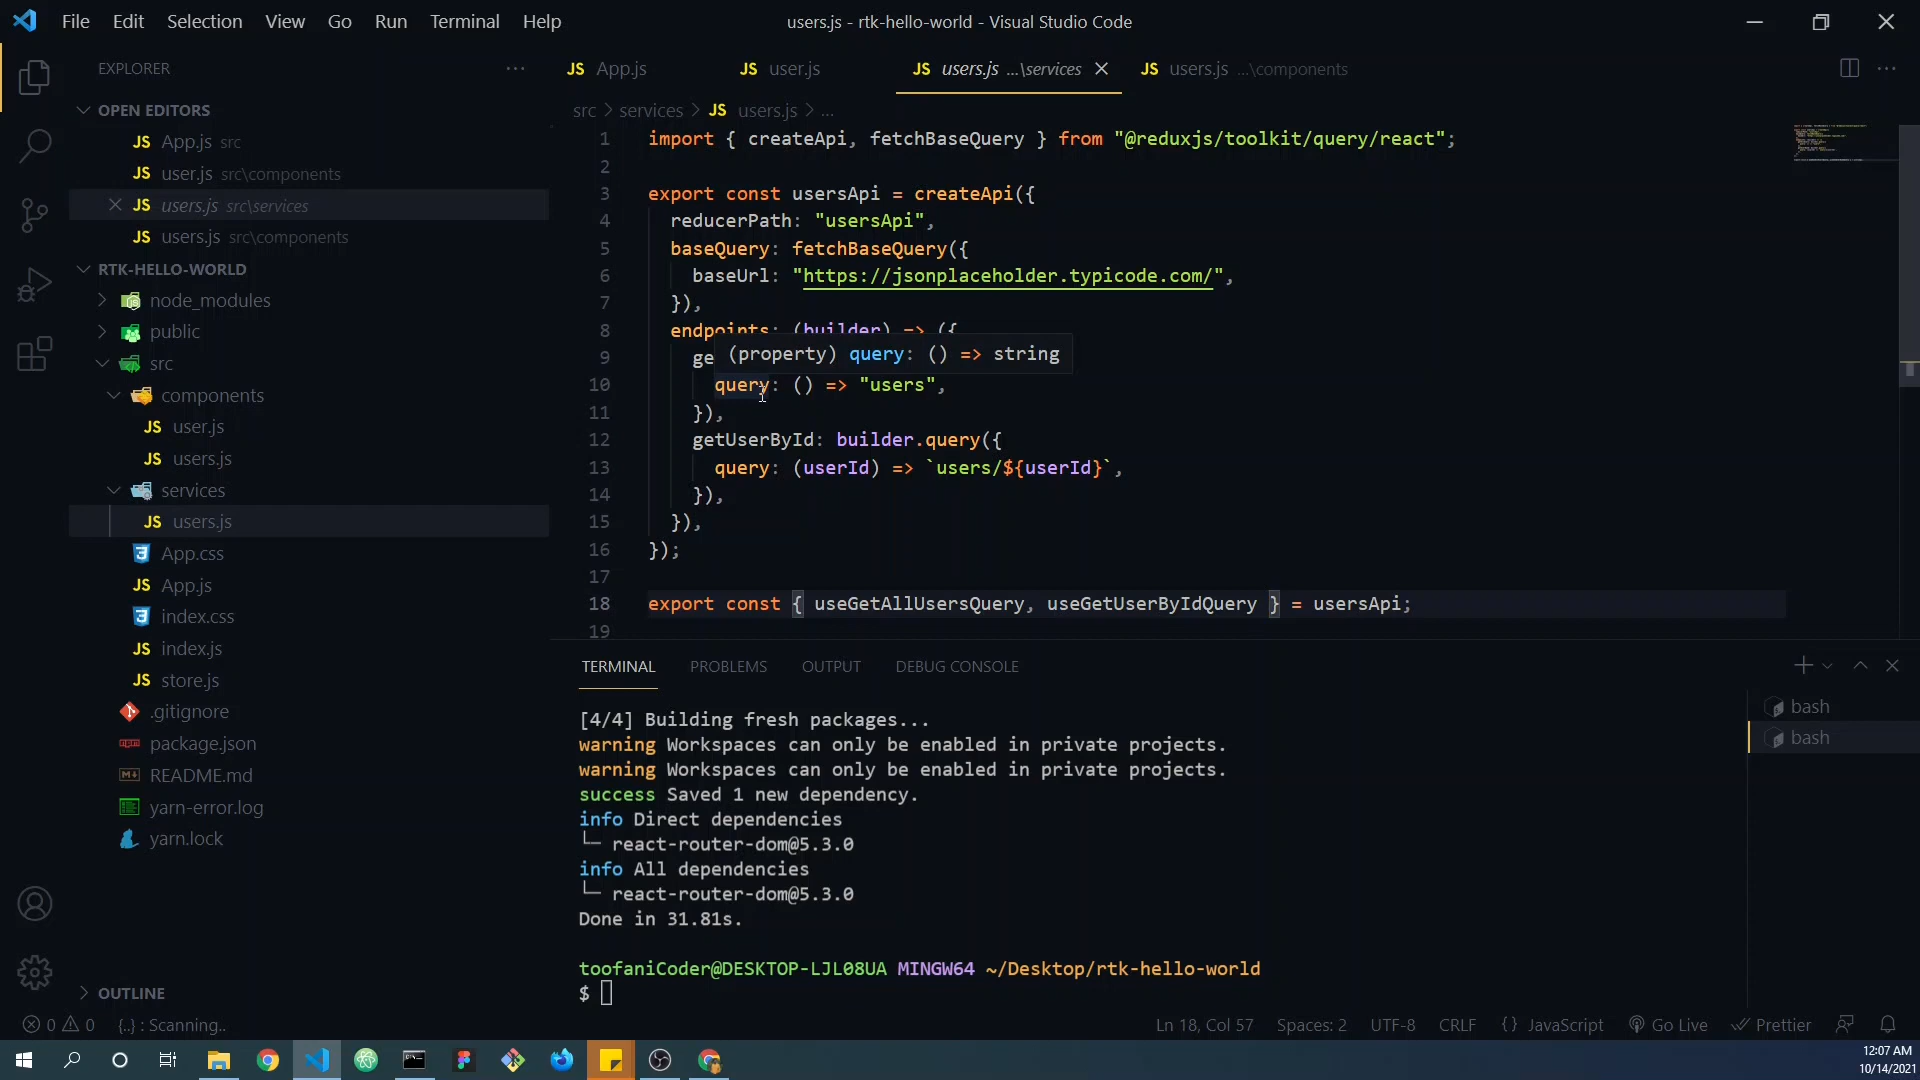 File Edit Selection View Go Run Terminal Help
users.js - rtk-hello-world - Visual Studio Code
EXPLORER
OPEN EDITORS
JS App.js src
JS user.js src\components
JS users.js src\services
JS users.js src\components
RTK-HELLO-WORLD
node_modules
public
src
components
JS user.js
JS users.js
services
JS users.js
App.css
JS App.js
index.css
JS index.js
JS store.js
.gitignore
package.json
README.md
yarn-error.log
yarn.lock
OUTLINE
JS App.js JS user.js JS users.js ...\services JS users.js ...\components
src > services > JS users.js > ...
1 import { createApi, fetchBaseQuery } from "@reduxjs/toolkit/query/react";
2
3 export const usersApi = createApi({
4 reducerPath: "usersApi",
5 baseQuery: fetchBaseQuery({
6 baseUrl: "https://jsonplaceholder.typicode.com/",
7 }),
8 endpoints: (builder) => ({
9 ge
(property) query: () => string
10 query: () => "users",
11 }),
12 getUserById: builder.query({
13 query: (userId) => `users/${userId}`,
14 }),
15 }),
16 });
17
18 export const { useGetAllUsersQuery, useGetUserByIdQuery } = usersApi;
19
TERMINAL PROBLEMS OUTPUT DEBUG CONSOLE
[4/4] Building fresh packages...
warning Workspaces can only be enabled in private projects.
warning Workspaces can only be enabled in private projects.
success Saved 1 new dependency.
info Direct dependencies
└─ react-router-dom@5.3.0
info All dependencies
└─ react-router-dom@5.3.0
Done in 31.81s.
toofaniCoder@DESKTOP-LJL08UA MINGW64 ~/Desktop/rtk-hello-world
$
bash
bash
0 0 {..} : Scanning..
Ln 18, Col 57 Spaces: 2 UTF-8 CRLF {} JavaScript Go Live Prettier
12:07 AM
10/14/2021